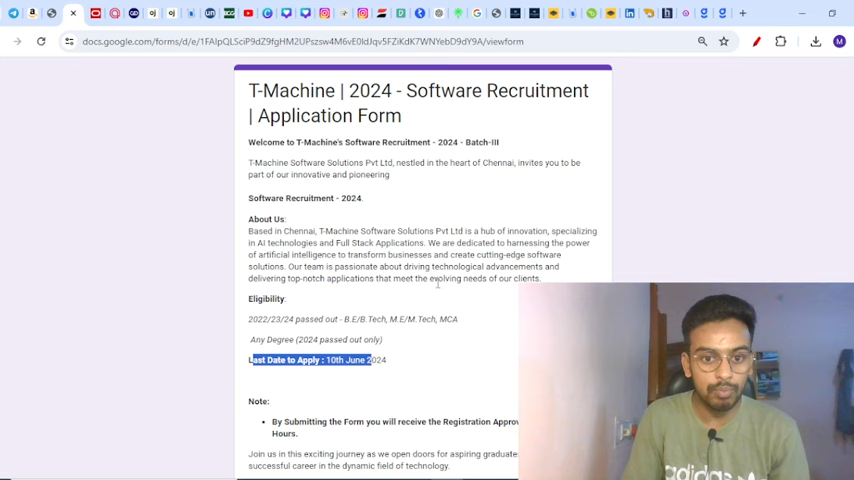 docs.google.com/forms/d/e/1FAIpQLSciP9dZ9fgHM2UPszsw4M6vE0ldJqv5FZiKdK7WNYebD9dY9A/viewform
T-Machine | 2024 - Software Recruitment
| Application Form
Welcome to T-Machine's Software Recruitment - 2024 - Batch-III
T-Machine Software Solutions Pvt Ltd, nestled in the heart of Chennai, invites you to be
part of our innovative and pioneering
Software Recruitment - 2024.
About Us:
Based in Chennai, T-Machine Software Solutions Pvt Ltd is a hub of innovation, specializing
in AI technologies and Full Stack Applications. We are dedicated to harnessing the power
of artificial intelligence to transform businesses and create cutting-edge software
solutions. Our team is passionate about driving technological advancements and
delivering top-notch applications that meet the evolving needs of our clients.
Eligibility:
2022/23/24 passed out - B.E/B.Tech, M.E/M.Tech, MCA
Any Degree (2024 passed out only)
Last Date to Apply : 10th June 2024
Note:
By Submitting the Form you will receive the Registration Approv
Hours.
Join us in this exciting journey as we open doors for aspiring graduates
successful career in the dynamic field of technology.
adidas
M